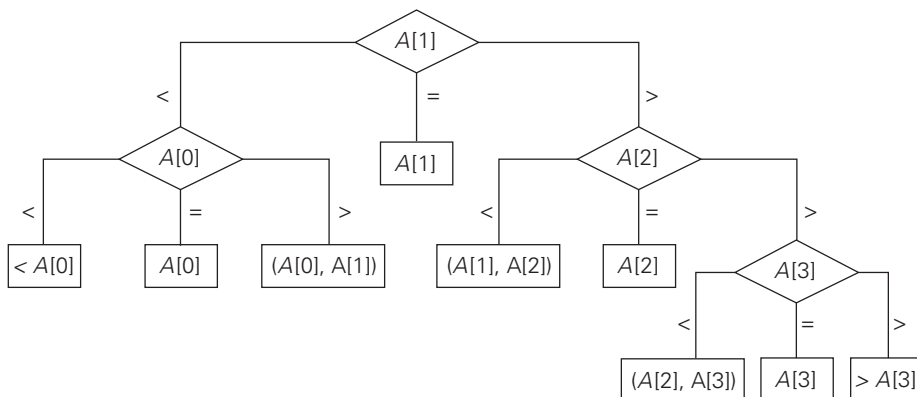 A[1]
< = >
A[0] A[1] A[2]
< = > < = >
< A[0] A[0] (A[0], A[1]) (A[1], A[2]) A[2] A[3]
< = >
(A[2], A[3]) A[3] > A[3]